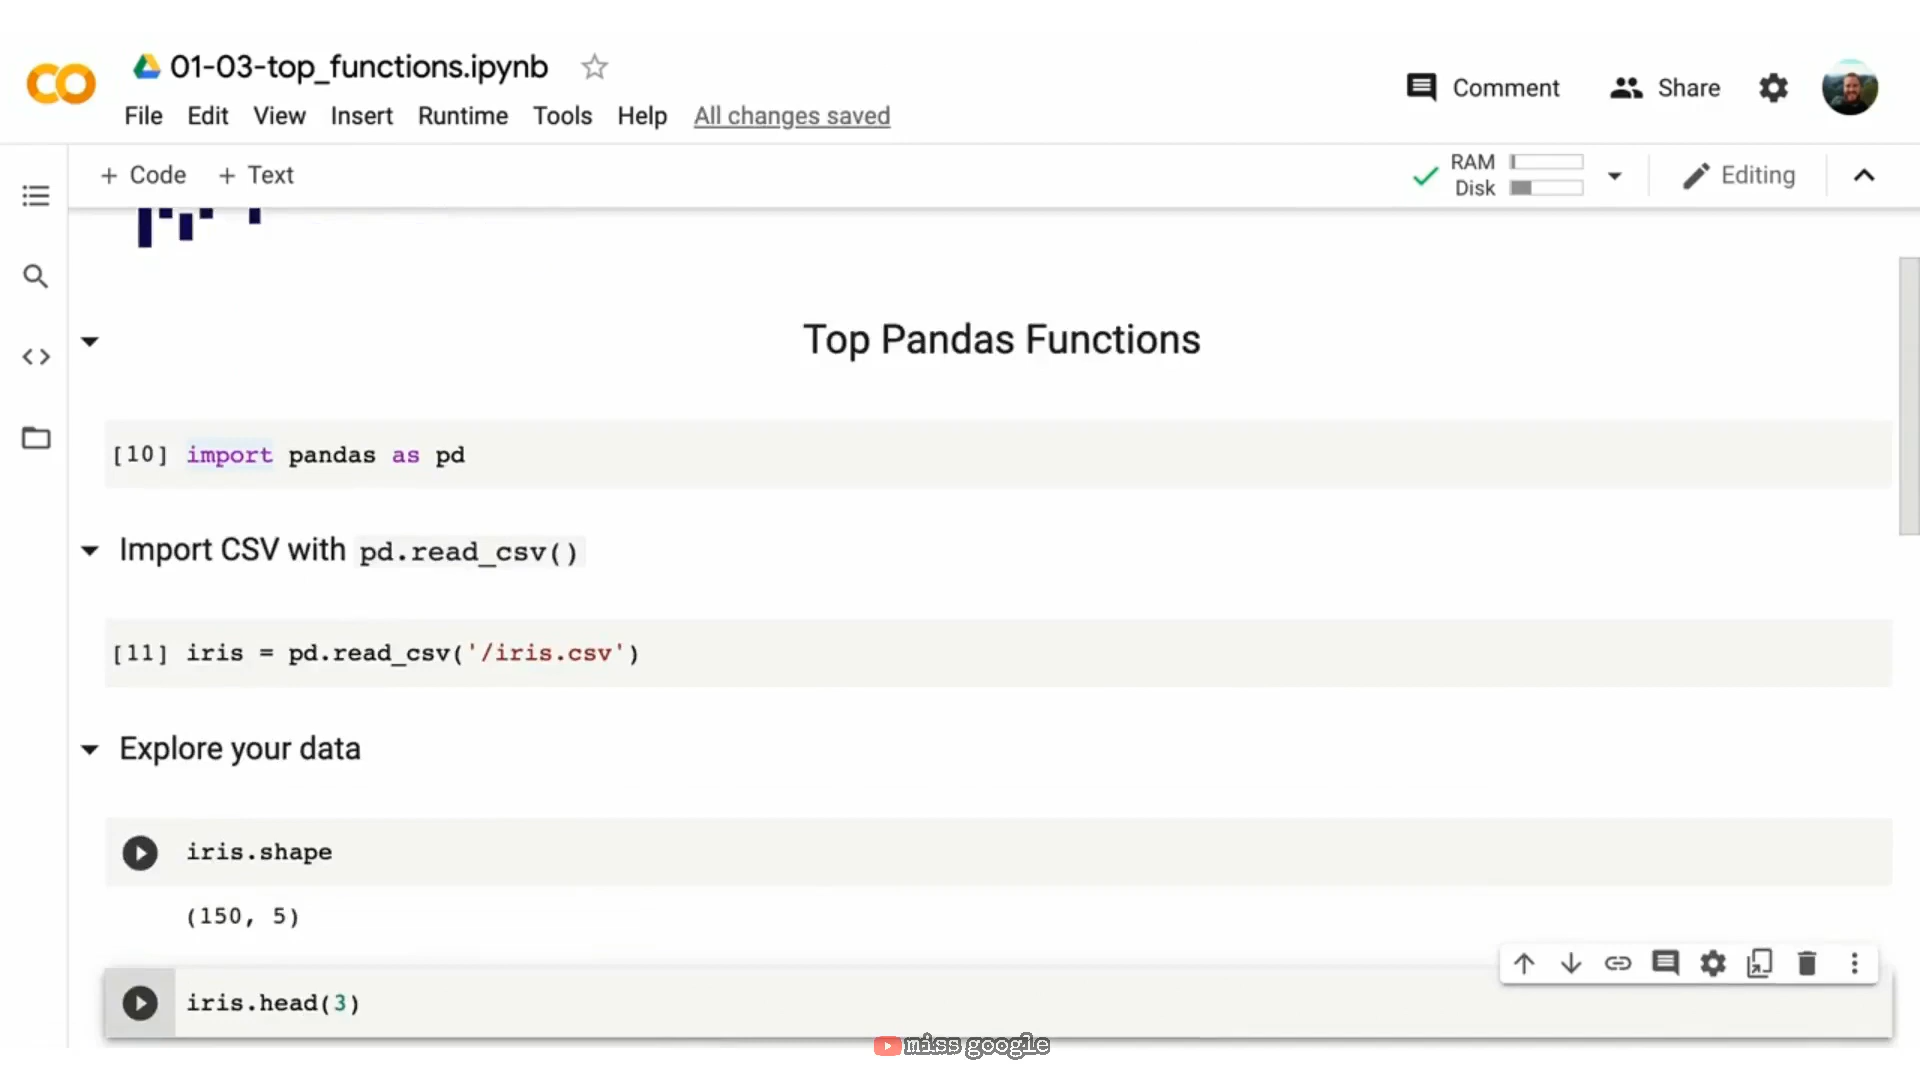 01-03-top_functions.ipynb
File Edit View Insert Runtime Tools Help All changes saved
Comment Share
+ Code + Text
RAM
Disk
Editing
Top Pandas Functions
[10] import pandas as pd
Import CSV with pd.read_csv()
[11] iris = pd.read_csv('/iris.csv')
Explore your data
iris.shape
(150, 5)
iris.head(3)
miss google